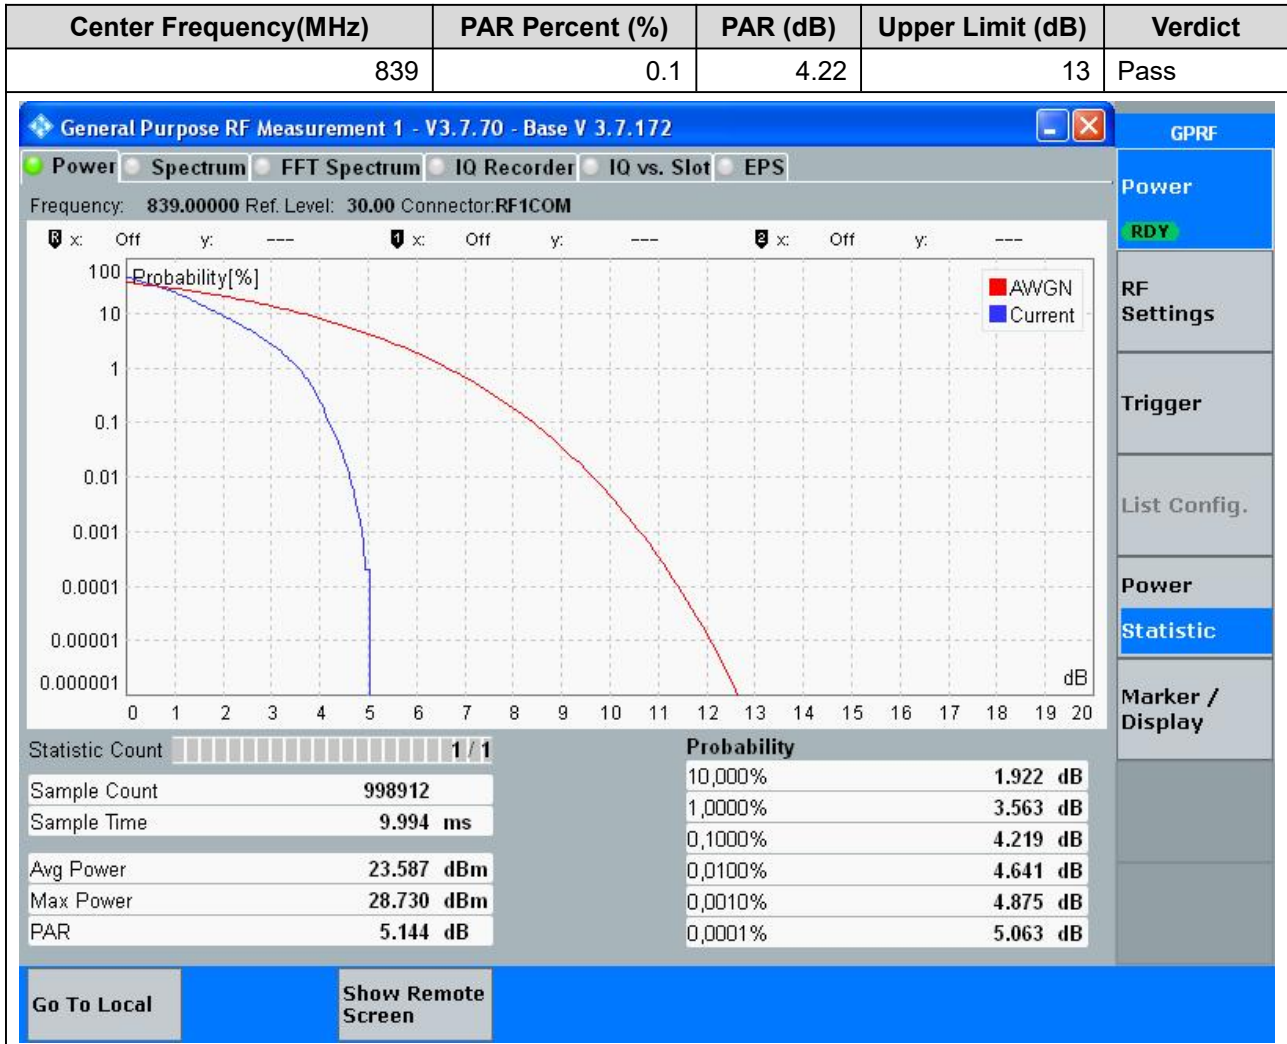 Center Frequency(MHz) PAR Percent (%) PAR (dB) Upper Limit (dB) Verdict
839 0.1 4.22 13 Pass
General Purpose RF Measurement 1 - V3.7.70 - Base V 3.7.172
GPRF
Power Spectrum FFT Spectrum IQ Recorder IQ vs. Slot EPS
Frequency: 839.00000 Ref. Level: 30.00 Connector:RF1COM
R x: Off y: --- 1 x: Off y: --- 2 x: Off y: ---
Probability[%]
AWGN
Current
100
10
1
0.1
0.01
0.001
0.0001
0.00001
0.000001
dB
0 1 2 3 4 5 6 7 8 9 10 11 12 13 14 15 16 17 18 19 20
Statistic Count 1 / 1
Sample Count 998912
Sample Time 9.994 ms
Avg Power 23.587 dBm
Max Power 28.730 dBm
PAR 5.144 dB
Probability
10,000% 1.922 dB
1,0000% 3.563 dB
0,1000% 4.219 dB
0,0100% 4.641 dB
0,0010% 4.875 dB
0,0001% 5.063 dB
Power
RDY
RF
Settings
Trigger
List Config.
Power
Statistic
Marker /
Display
Go To Local
Show Remote
Screen